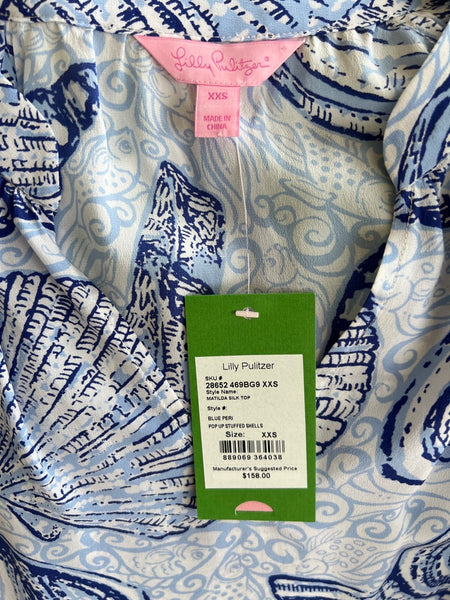 Lilly Pulitzer
XXS
MADE IN
CHINA
Lilly Pulitzer
SKU #
28652 469BG9 XXS
Style Name:
MATILDA SILK TOP
Style #:
BLUE PERI
POP UP STUFFED SHELLS
Size: XXS
889069 364038
Manufacturer's Suggested Price
$158.00